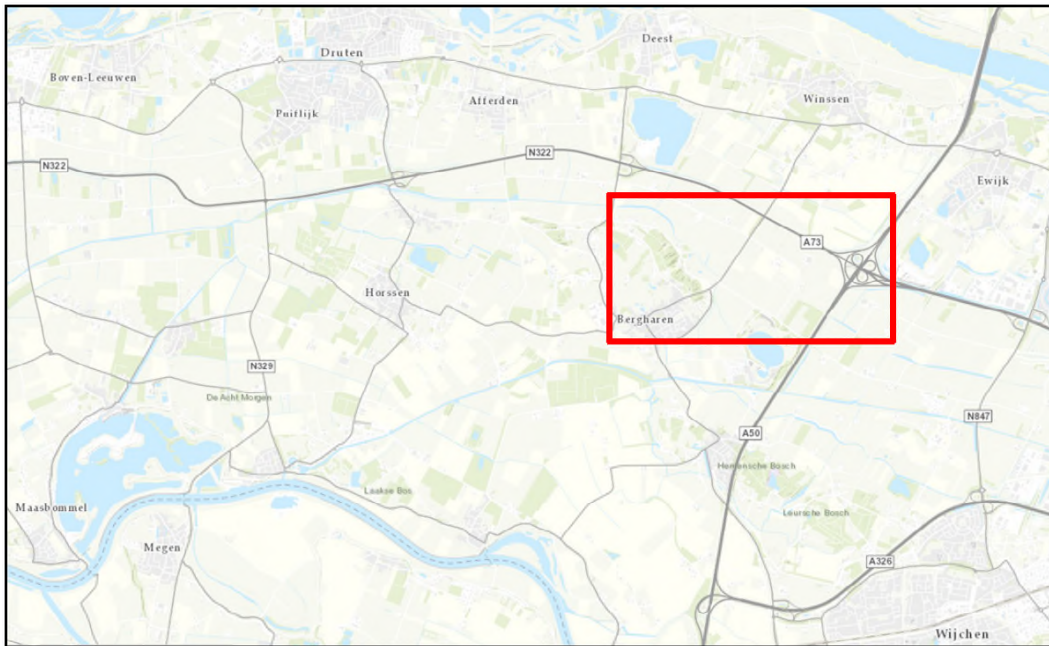 Deest
Druten
Boven-Leeuwen
Afferden
Winssen
Puiflijk
N322
N322
Ewijk
A73
Horssen
Bergharen
N329
De Acht Morgen
N847
A50
Hernensche Bosch
Laakse Bos
Maasbommel
Leursche Bosch
Megen
A326
Wijchen